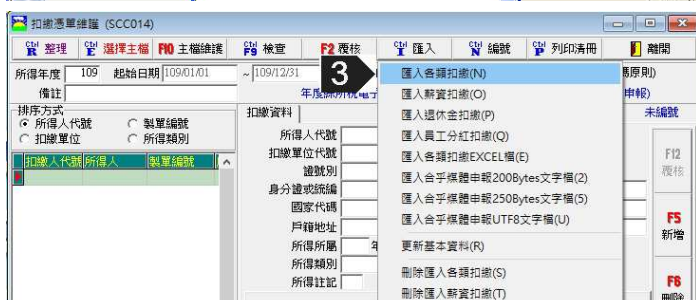 扣繳憑單維護 (SCC014)
Ctrl R 整理 Ctrl E 選擇主檔 F10 主檔維護 Ctrl F9 檢查 F2 覆核 Ctrl T 匯入 Ctrl N 編號 Ctrl P 列印清冊 離開
所得年度 109 起始日期 109/01/01 ~ 109/12/31
備註
3
排序方式
所得人代號 製單編號
扣繳單位 所得類別
扣繳人代號 所得人 製單編號
扣繳資料
未編號
所得人代號
扣繳單位代號
證號別
身分證或統編
國家代碼
戶籍地址
所得所屬
所得類別
所得註記
匯入各類扣繳(N)
匯入薪資扣繳(O)
匯入退休金扣繳(P)
匯入員工分紅扣繳(Q)
匯入各類扣繳EXCEL檔(E)
匯入合乎媒體申報200Bytes文字檔(2)
匯入合乎媒體申報250Bytes文字檔(5)
匯入合乎媒體申報UTF8文字檔(U)
更新基本資料(R)
刪除匯入各類扣繳(S)
刪除匯入薪資扣繳(T)
F12
覆核
F5
新增
F6
刪除